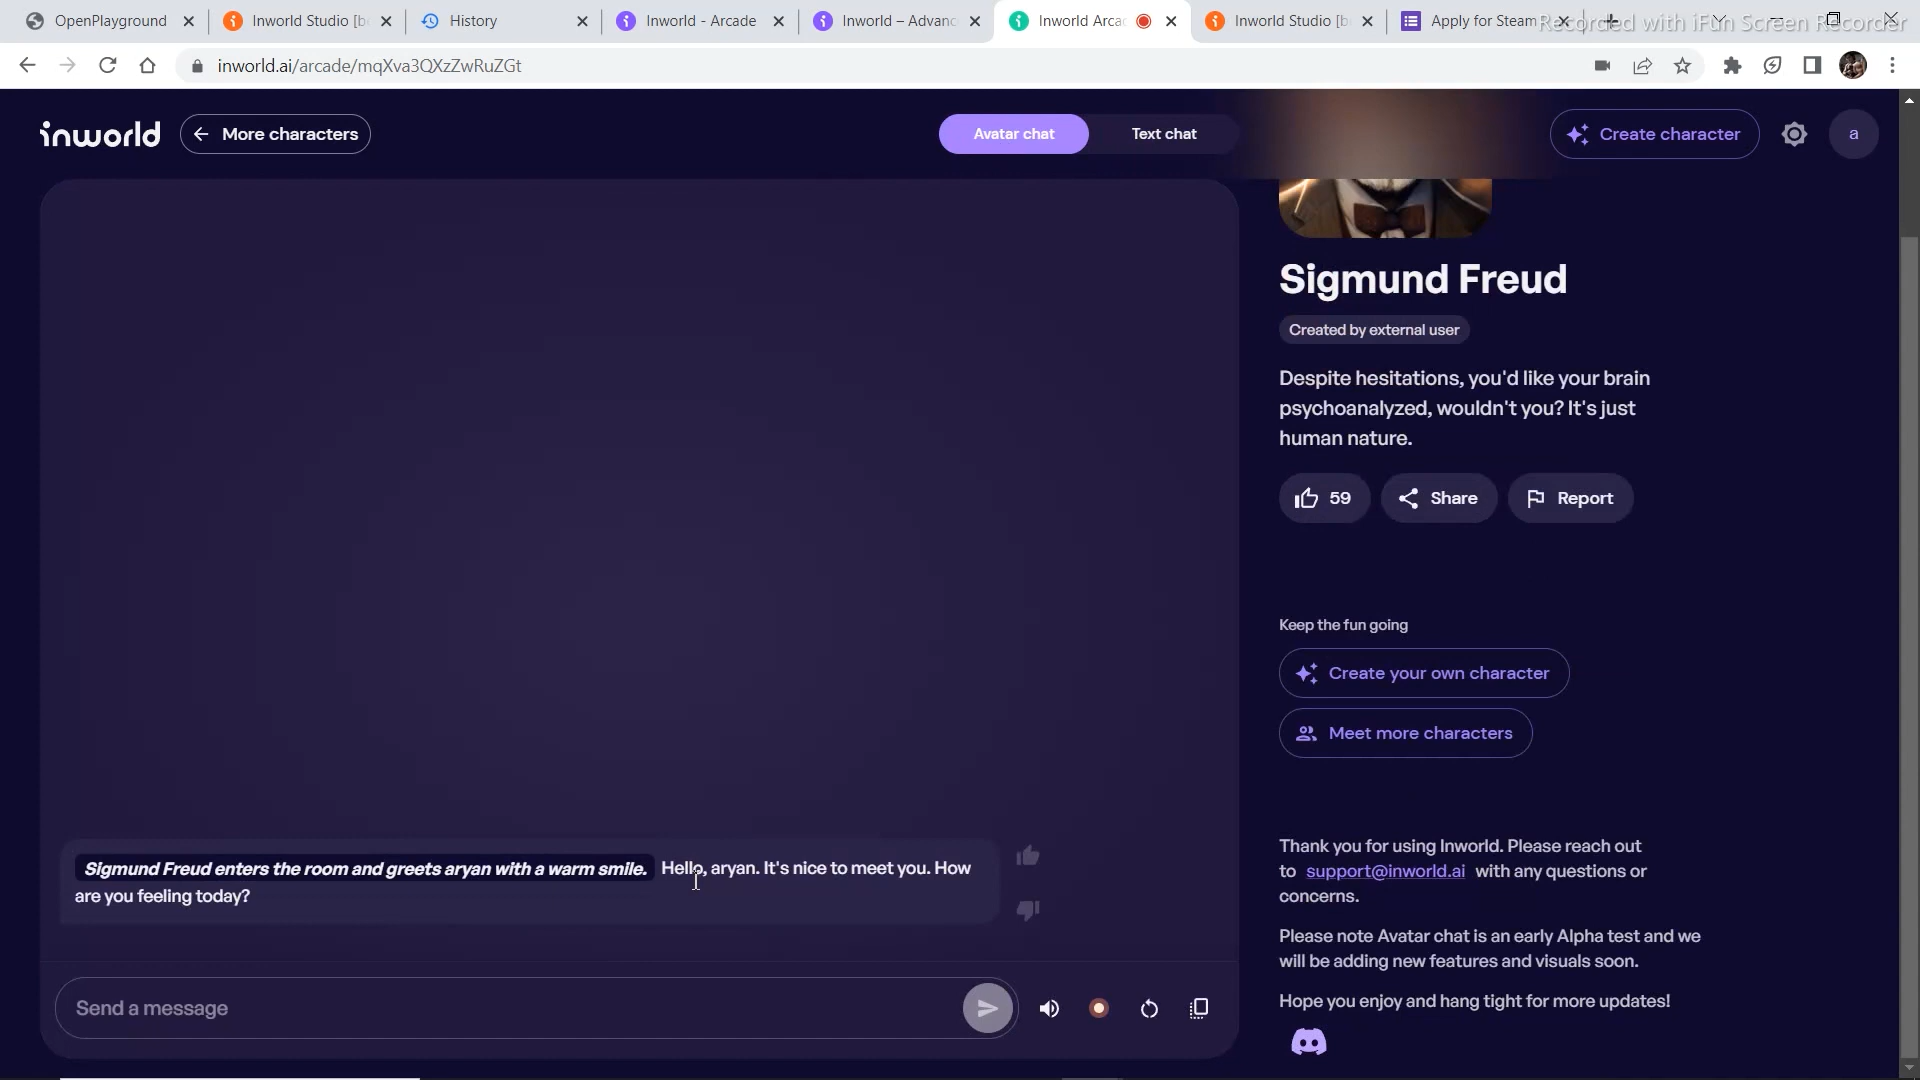 OpenPlayground
Inworld Studio [be
History
Inworld - Arcade
Inworld – Advanc
Inworld Arca
Inworld Studio [b
Apply for Steam
Recorded with iFun Screen Recorder
inworld.ai/arcade/mqXva3QXzZwRuZGt
inworld
More characters
Avatar chat
Text chat
Create character
a
Sigmund Freud
Created by external user
Despite hesitations, you'd like your brain
psychoanalyzed, wouldn't you? It's just
human nature.
59
Share
Report
Keep the fun going
Create your own character
Meet more characters
Sigmund Freud enters the room and greets aryan with a warm smile. Hello, aryan. It's nice to meet you. How
are you feeling today?
Send a message
Thank you for using Inworld. Please reach out
to support@inworld.ai with any questions or
concerns.
Please note Avatar chat is an early Alpha test and we
will be adding new features and visuals soon.
Hope you enjoy and hang tight for more updates!